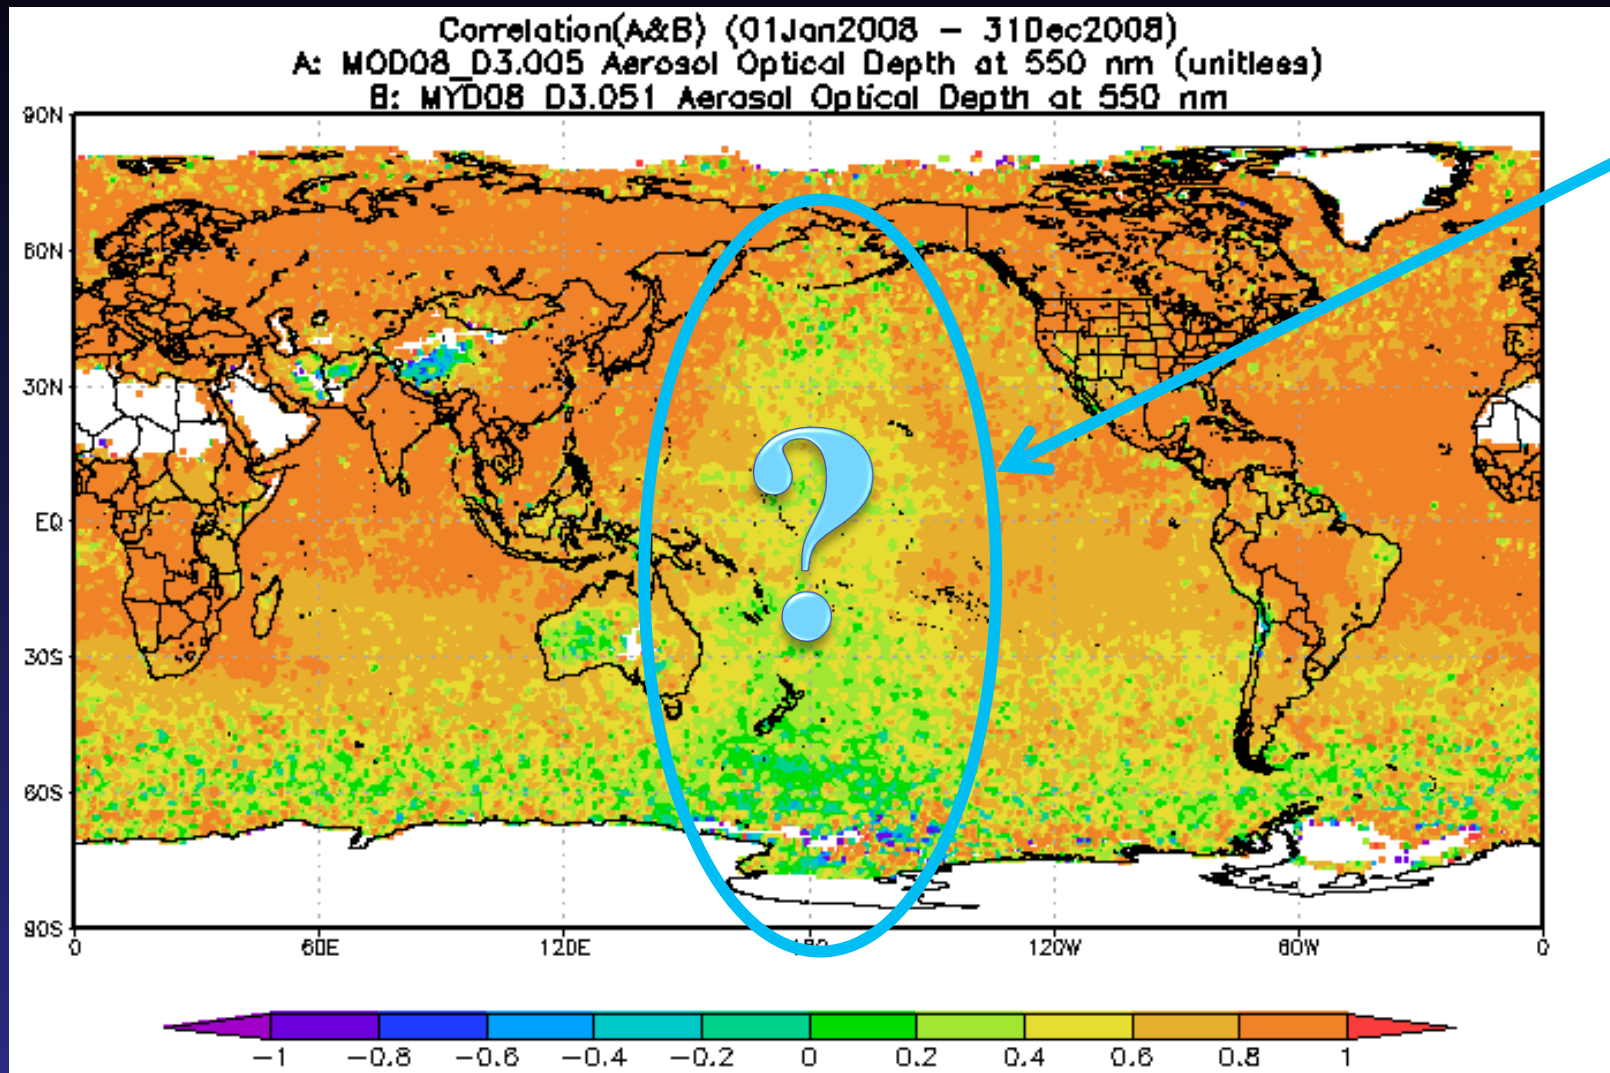 Correlation(A&B) (01Jan2008 – 31Dec2008)
A: MOD08_D3.005 Aerosol Optical Depth at 550 nm (unitless)
B: MYD08_D3.051 Aerosol Optical Depth at 550 nm
90N
60N
30N
EQ
30S
60S
90S
0 60E 120E 180 120W 60W 0
?
−1 −0.8 −0.6 −0.4 −0.2 0 0.2 0.4 0.6 0.8 1